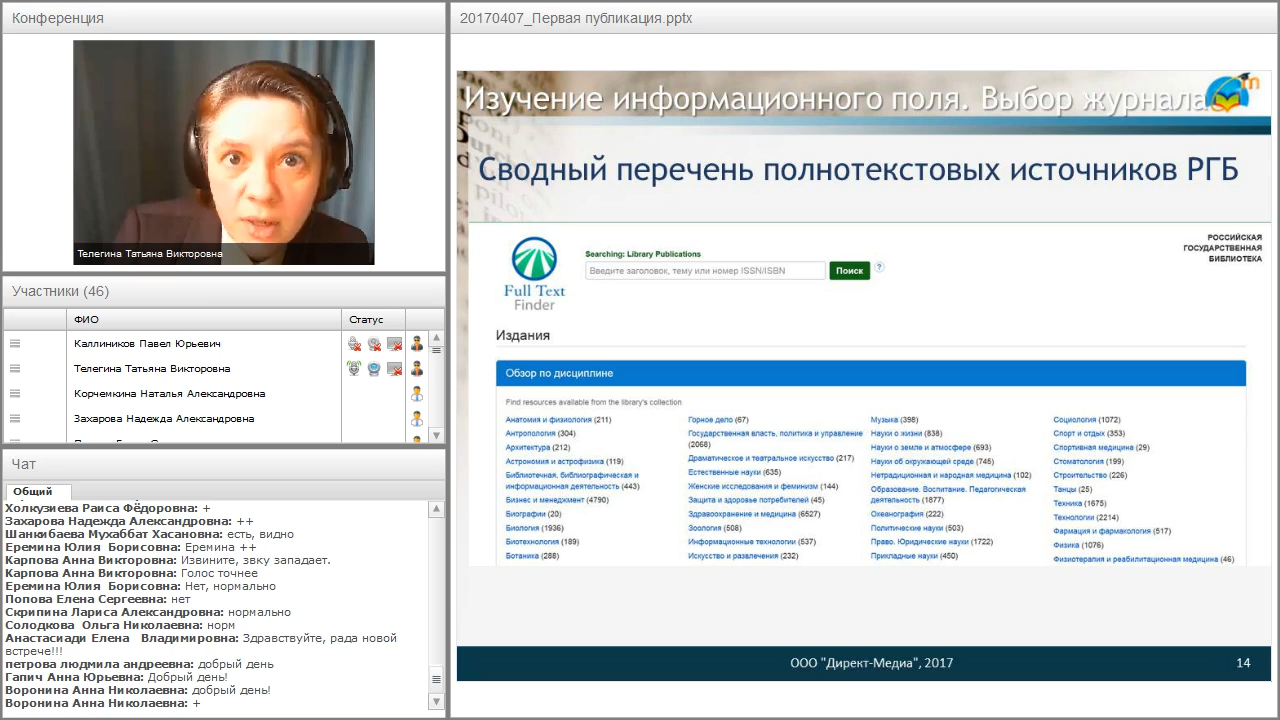 Конференция
Телегина Татьяна Викторовна
Участники (46)
ФИО
Статус
Каллиников Павел Юрьевич
Телегина Татьяна Викторовна
Корчемкина Наталья Александровна
Захарова Надежда Александровна
Чат
Общий
Холкузиева Раиса Фёдоровна: +
Захарова Надежда Александровна: ++
Шанкибаева Мухаббат Хасановна: есть, видно
Еремина Юлия Борисовна: Еремина ++
Карпова Анна Викторовна: Извините, звку западает.
Карпова Анна Викторовна: Голос точнее
Еремина Юлия Борисовна: Нет, нормально
Попова Елена Сергеевна: нет
Скрипина Лариса Александровна: нормально
Солодкова Ольга Николаевна: норм
Анастасиади Елена Владимировна: Здравствуйте, рада новой
встрече!!!
петрова людмила андреевна: добрый день
Гапич Анна Юрьевна: Добрый день!
Воронина Анна Николаевна: добрый день!
Воронина Анна Николаевна: +
20170407_Первая публикация.pptx
Изучение информационного поля. Выбор журнала
Сводный перечень полнотекстовых источников РГБ
Full Text
Finder
Searching: Library Publications
Введите заголовок, тему или номер ISSN/ISBN
Поиск
?
РОССИЙСКАЯ
ГОСУДАРСТВЕННАЯ
БИБЛИОТЕКА
Издания
Обзор по дисциплине
Find resources available from the library's collection
Анатомия и физиология (211)
Антропология (304)
Архитектура (212)
Астрономия и астрофизика (119)
Библиотечная, библиографическая и
информационная деятельность (443)
Бизнес и менеджмент (4790)
Биографии (20)
Биология (1936)
Биотехнология (189)
Ботаника (288)
Горное дело (67)
Государственная власть, политика и управление
(2068)
Драматическое и театральное искусство (217)
Естественные науки (635)
Женские исследования и феминизм (144)
Защита и здоровье потребителей (45)
Здравоохранение и медицина (6527)
Зоология (508)
Информационные технологии (537)
Искусство и развлечения (232)
Музыка (398)
Науки о жизни (838)
Науки о земле и атмосфере (693)
Науки об окружающей среде (745)
Нетрадиционная и народная медицина (102)
Образование. Воспитание. Педагогическая
деятельность (1877)
Океанография (222)
Политические науки (503)
Право. Юридические науки (1722)
Прикладные науки (450)
Социология (1072)
Спорт и отдых (353)
Спортивная медицина (29)
Стоматология (199)
Строительство (226)
Танцы (25)
Техника (1675)
Технологии (2214)
Фармация и фармакология (517)
Физика (1076)
Физиотерапия и реабилитационная медицина (46)
ООО "Директ-Медиа", 2017
14